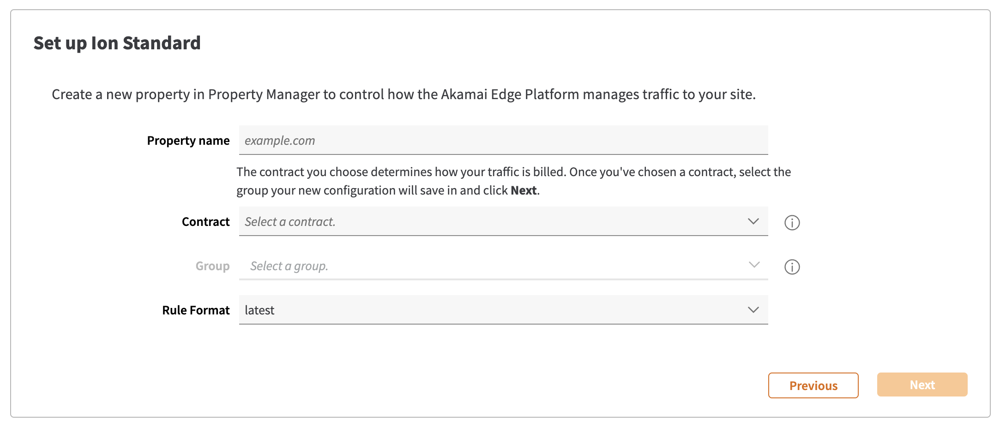 Set up Ion Standard
Create a new property in Property Manager to control how the Akamai Edge Platform manages traffic to your site.
Property name example.com
The contract you choose determines how your traffic is billed. Once you've chosen a contract, select the
group your new configuration will save in and click Next.
Contract Select a contract.
Group Select a group.
Rule Format latest
Previous Next